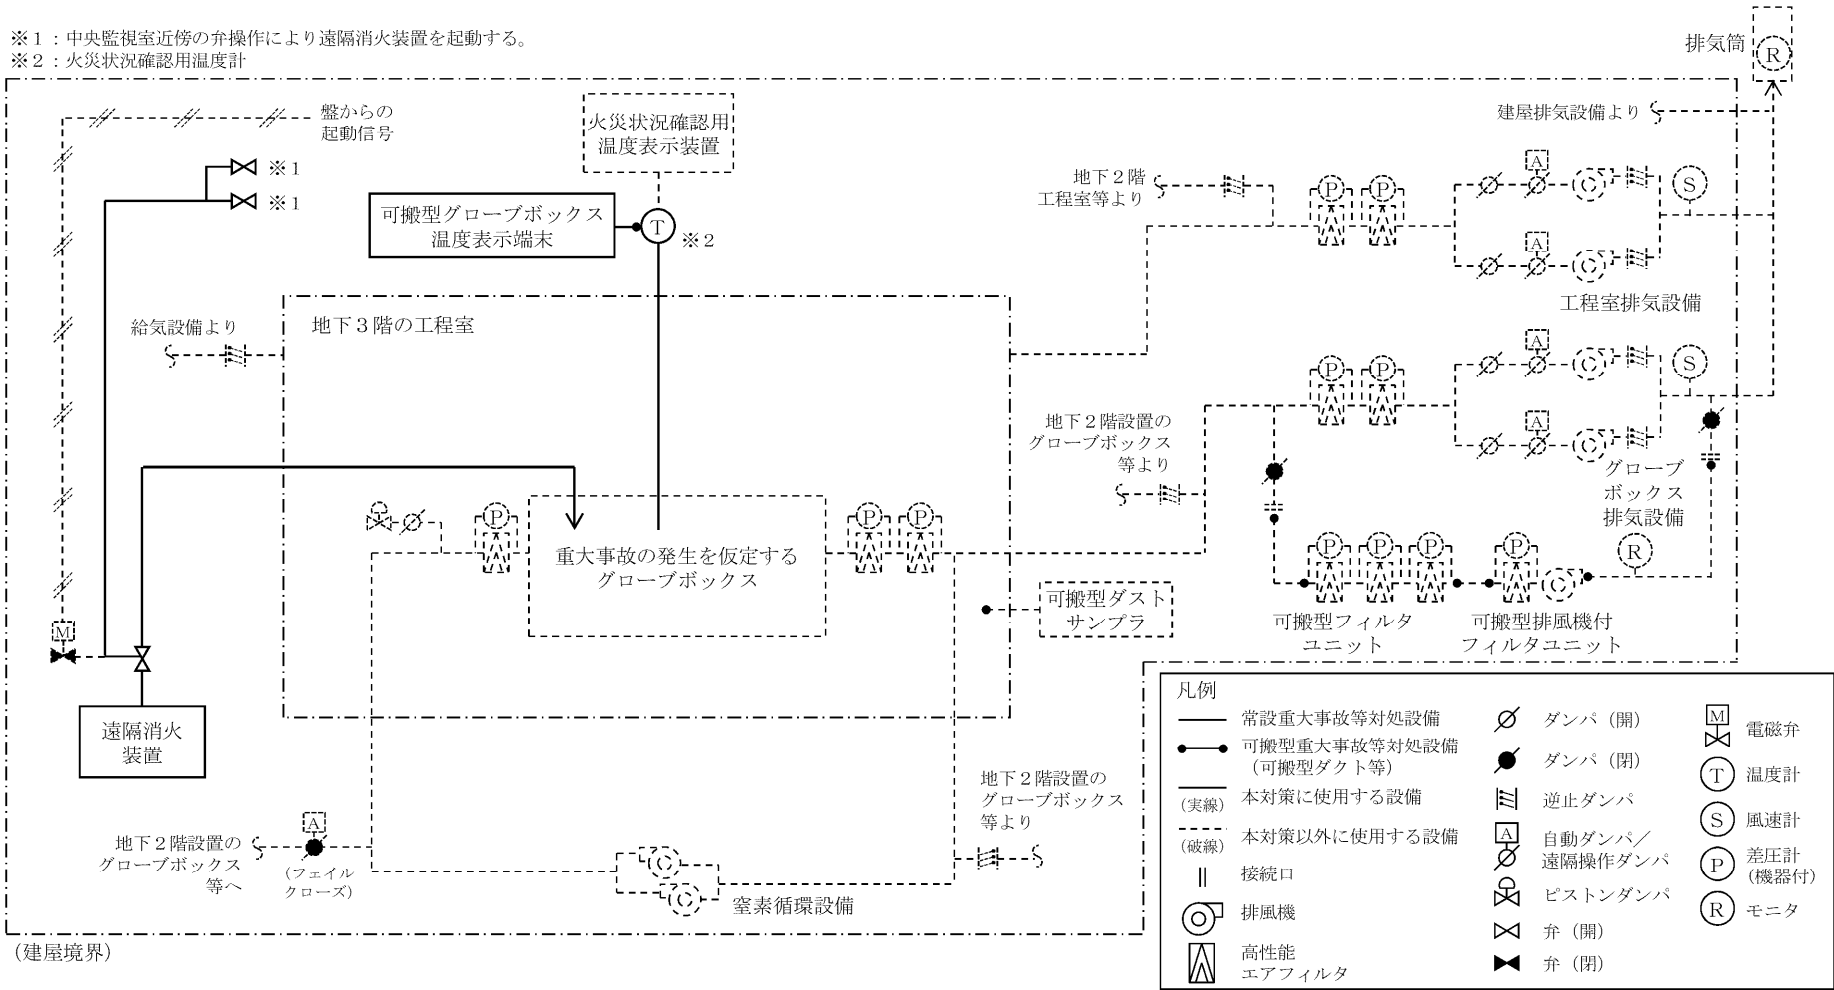 ※１：中央監視室近傍の弁操作により遠隔消火装置を起動する。
※２：火災状況確認用温度計
盤からの
起動信号
※１
※１
火災状況確認用
温度表示装置
可搬型グローブボックス
温度表示端末
T
※２
給気設備より
地下３階の工程室
P
重大事故の発生を仮定する
グローブボックス
P
P
可搬型ダスト
サンプラ
M
遠隔消火
装置
地下２階設置の
グローブボックス
等へ
A
（フェイル
クローズ）
窒素循環設備
地下２階設置の
グローブボックス
等より
（建屋境界）
排気筒
R
建屋排気設備より
地下２階
工程室等より
P
P
A
A
S
工程室排気設備
地下２階設置の
グローブボックス
等より
P
P
A
A
S
グローブ
ボックス
排気設備
P
P
P
P
R
可搬型フィルタ
ユニット
可搬型排風機付
フィルタユニット
凡例
常設重大事故等対処設備
可搬型重大事故等対処設備
（可搬型ダクト等）
（実線）
本対策に使用する設備
（破線）
本対策以外に使用する設備
接続口
排風機
高性能
エアフィルタ
ダンパ（開）
ダンパ（閉）
逆止ダンパ
A
自動ダンパ／
遠隔操作ダンパ
ピストンダンパ
弁（開）
弁（閉）
M
電磁弁
T
温度計
S
風速計
P
差圧計
（機器付）
R
モニタ